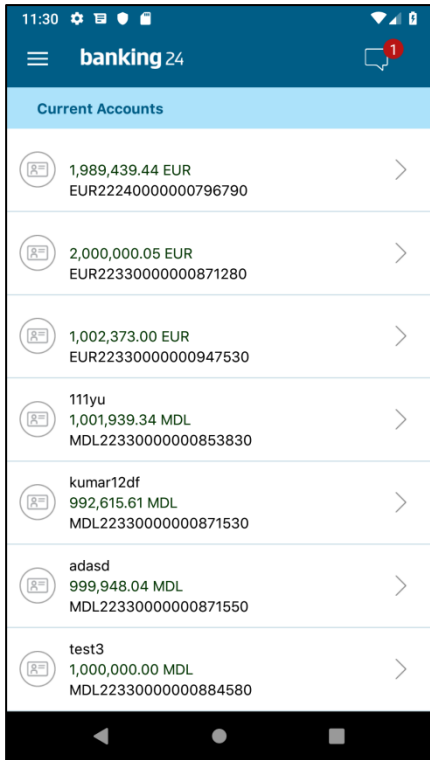 11:30
banking 24
1
Current Accounts
1,989,439.44 EUR
EUR22240000000796790
2,000,000.05 EUR
EUR22330000000871280
1,002,373.00 EUR
EUR22330000000947530
111yu
1,001,939.34 MDL
MDL22330000000853830
kumar12df
992,615.61 MDL
MDL22330000000871530
adasd
999,948.04 MDL
MDL22330000000871550
test3
1,000,000.00 MDL
MDL22330000000884580